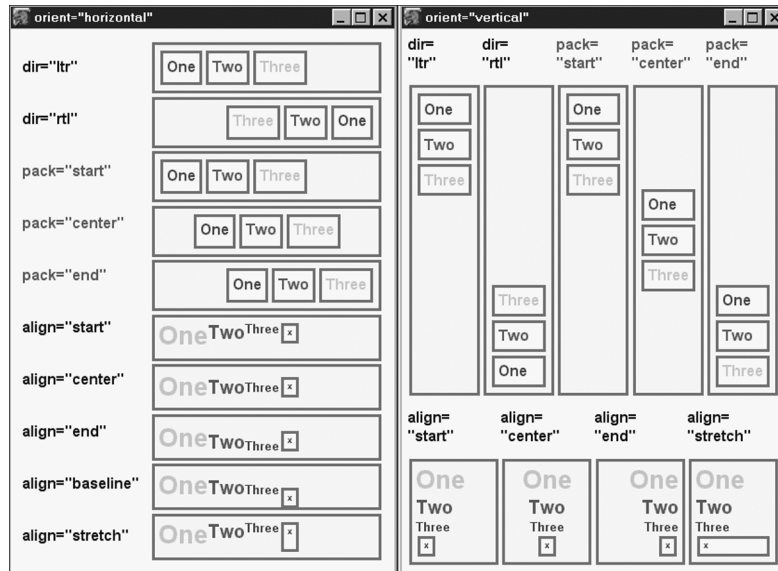 orient="horizontal"
dir="ltr"
One Two Three
dir="rtl"
Three Two One
pack="start"
One Two Three
pack="center"
One Two Three
pack="end"
One Two Three
align="start"
One Two Three x
align="center"
One Two Three x
align="end"
One Two Three x
align="baseline"
One Two Three x
align="stretch"
One Two Three x
orient="vertical"
dir= dir= pack= pack= pack=
"ltr" "rtl" "start" "center" "end"
One One
Two Two
Three Three
One
Two
Three
Three One
Two Two
One Three
align= align= align= align=
"start" "center" "end" "stretch"
One One One One
Two Two Two Two
Three Three Three Three
x x x x